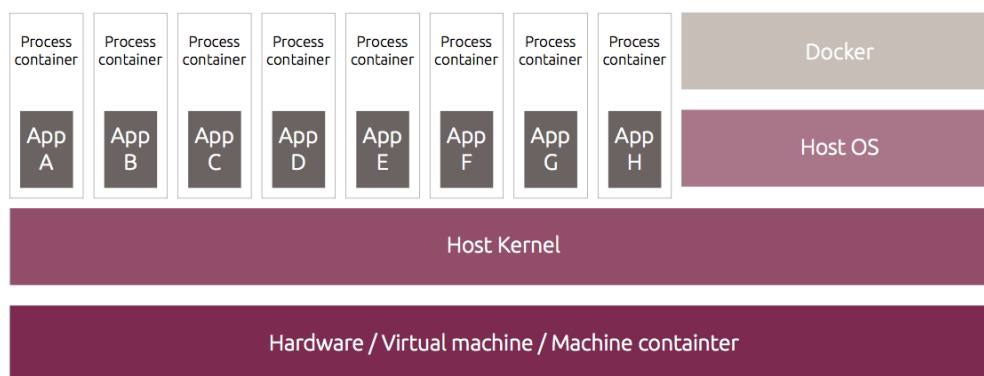 Process
container
Process
container
Process
container
Process
container
Process
container
Process
container
Process
container
Process
container
Docker
App
A
App
B
App
C
App
D
App
E
App
F
App
G
App
H
Host OS
Host Kernel
Hardware / Virtual machine / Machine containter